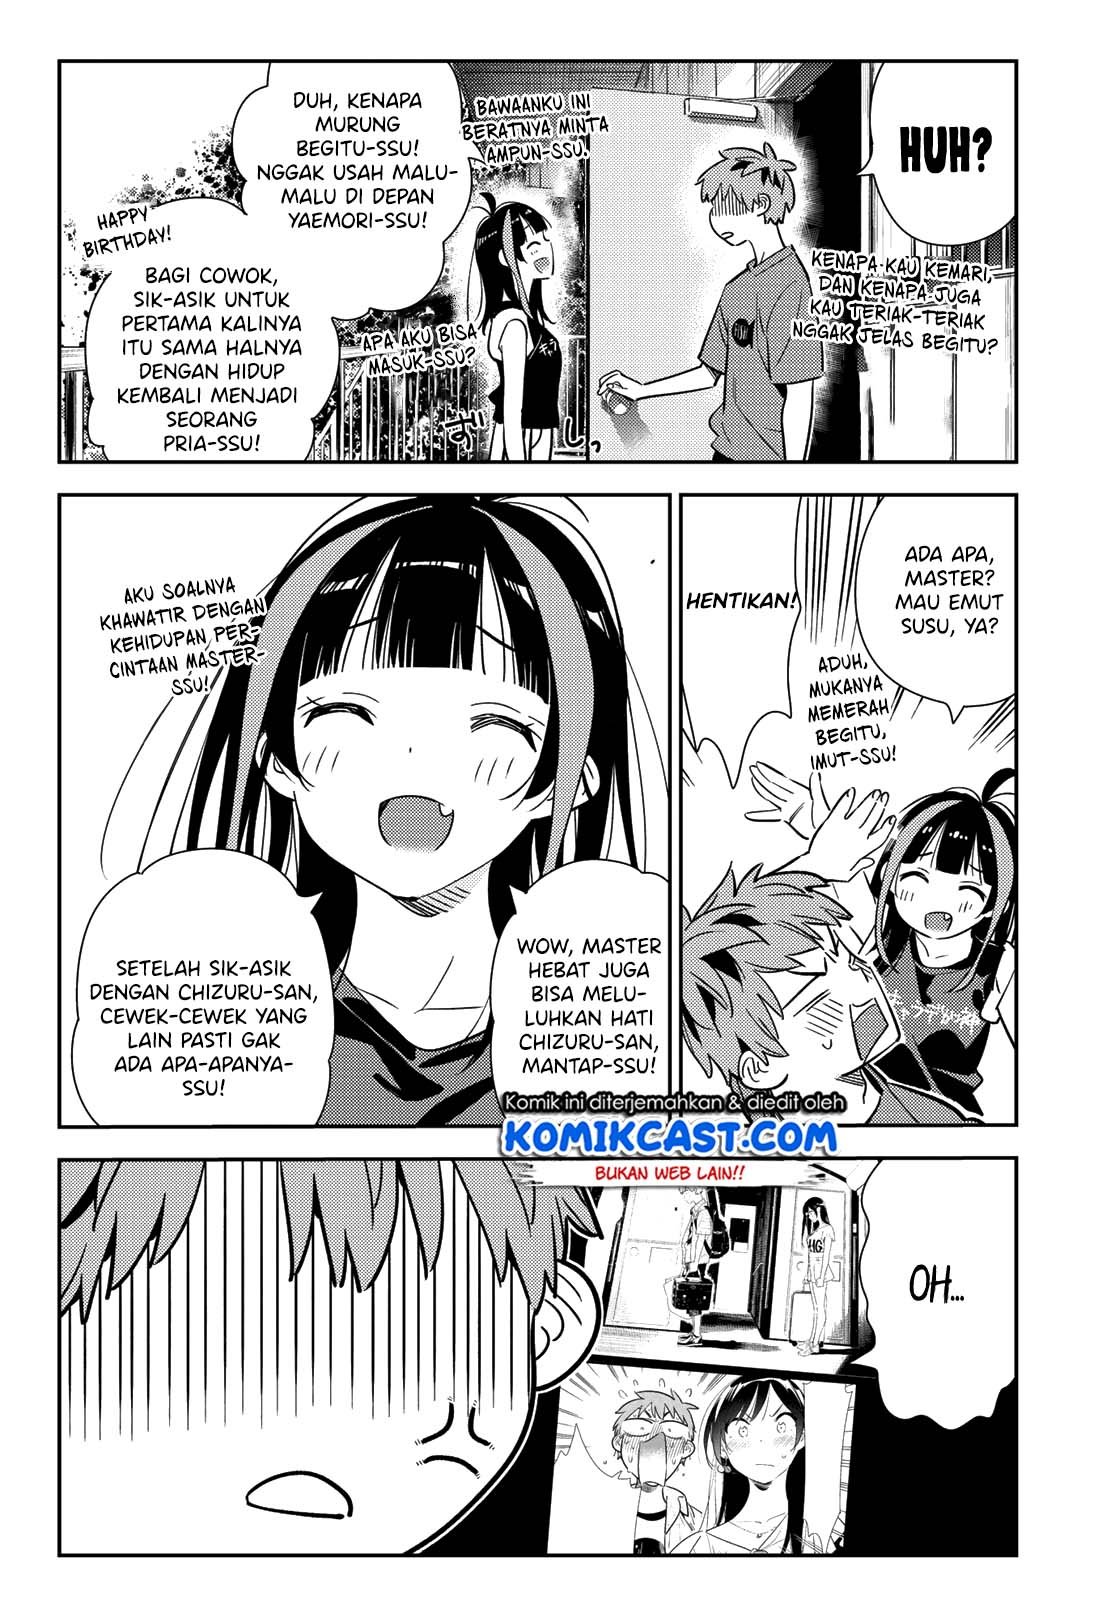 HUH?
KENAPA KAU KEMARI,
DAN KENAPA JUGA
KAU TERIAK-TERIAK
NGGAK JELAS BEGITU?
BAWAANKU INI
BERATNYA MINTA
AMPUN-SSU!
DUH, KENAPA
MURUNG
BEGITU-SSU!
NGGAK USAH MALU-
MALU DI DEPAN
YAEMORI-SSU!
HAPPY
BIRTHDAY!
BAGI COWOK,
SIK-ASIK UNTUK
PERTAMA KALINYA
ITU SAMA HALNYA
DENGAN HIDUP
KEMBALI MENJADI
SEORANG
PRIA-SSU!
APA AKU BISA
MASUK-SSU?
ADA APA,
MASTER?
MAU EMUT
SUSU, YA?
HENTIKAN!
ADUH,
MUKANYA
MEMERAH
BEGITU,
IMUT-SSU!
AKU SOALNYA
KHAWATIR DENGAN
KEHIDUPAN PER-
CINTAAN MASTER-
SSU!
WOW, MASTER
HEBAT JUGA
BISA MELU-
LUHKAN HATI
CHIZURU-SAN,
MANTAP-SSU!
SETELAH SIK-ASIK
DENGAN CHIZURU-SAN,
CEWEK-CEWEK YANG
LAIN PASTI GAK
ADA APA-APANYA-
SSU!
Komik ini diterjemahkan & diedit oleh
KOMIKCAST.COM
BUKAN WEB LAIN!!
OH...